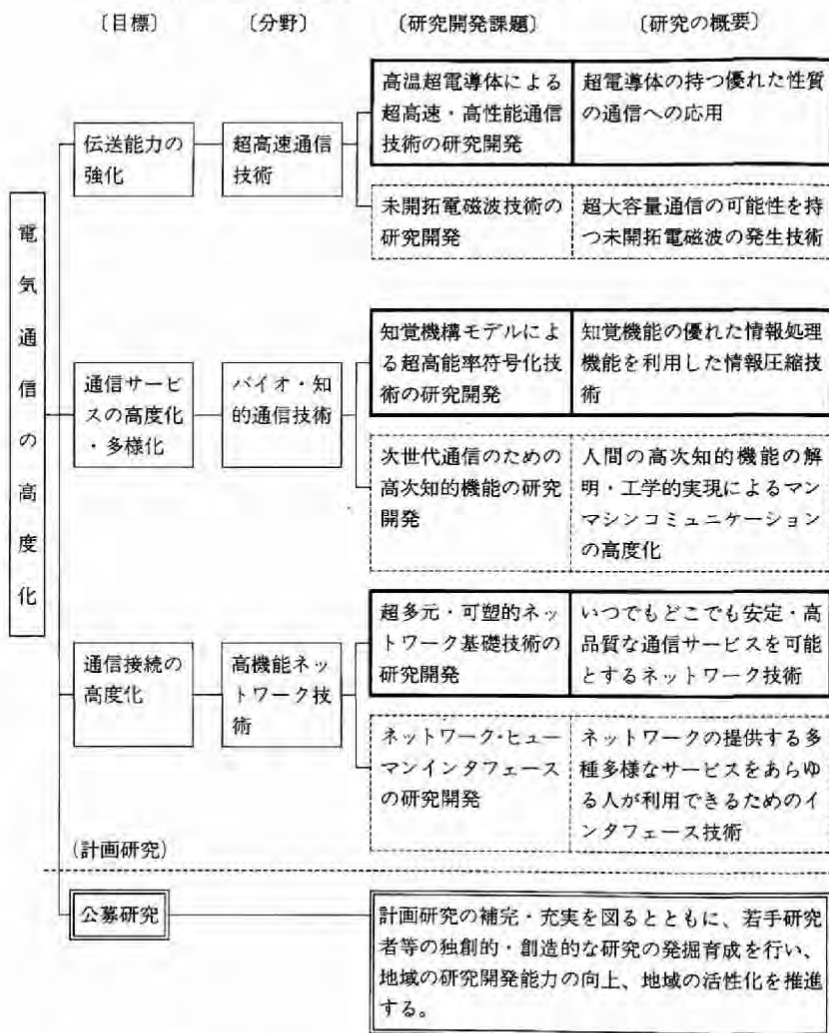 〔目標〕 〔分野〕 〔研究開発課題〕 〔研究の概要〕
電気通信の高度化
伝送能力の
強化
超高速通信
技術
高温超電導体による
超高速・高性能通信
技術の研究開発
超電導体の持つ優れた性質
の通信への応用
未開拓電磁波技術の
研究開発
超大容量通信の可能性を持
つ未開拓電磁波の発生技術
通信サービ
スの高度化
・多様化
バイオ・知
的通信技術
知覚機構モデルによ
る超高能率符号化技
術の研究開発
知覚機能の優れた情報処理
機能を利用した情報圧縮技
術
次世代通信のための
高次知的機能の研究
開発
人間の高次知的機能の解
明・工学的実現によるマン
マシンコミュニケーション
の高度化
通信接続の
高度化
高機能ネッ
トワーク技
術
超多元・可塑的ネッ
トワーク基礎技術の
研究開発
いつでもどこでも安定・高
品質な通信サービスを可能
とするネットワーク技術
ネットワーク・ヒュー
マンインタフェース
の研究開発
ネットワークの提供する多
種多様なサービスをあらゆ
る人が利用できるためのイ
ンタフェース技術
(計画研究)
公募研究
計画研究の補完・充実を図るとともに、若手研究
者等の独創的・創造的な研究の発掘育成を行い、
地域の研究開発能力の向上、地域の活性化を推進
する。